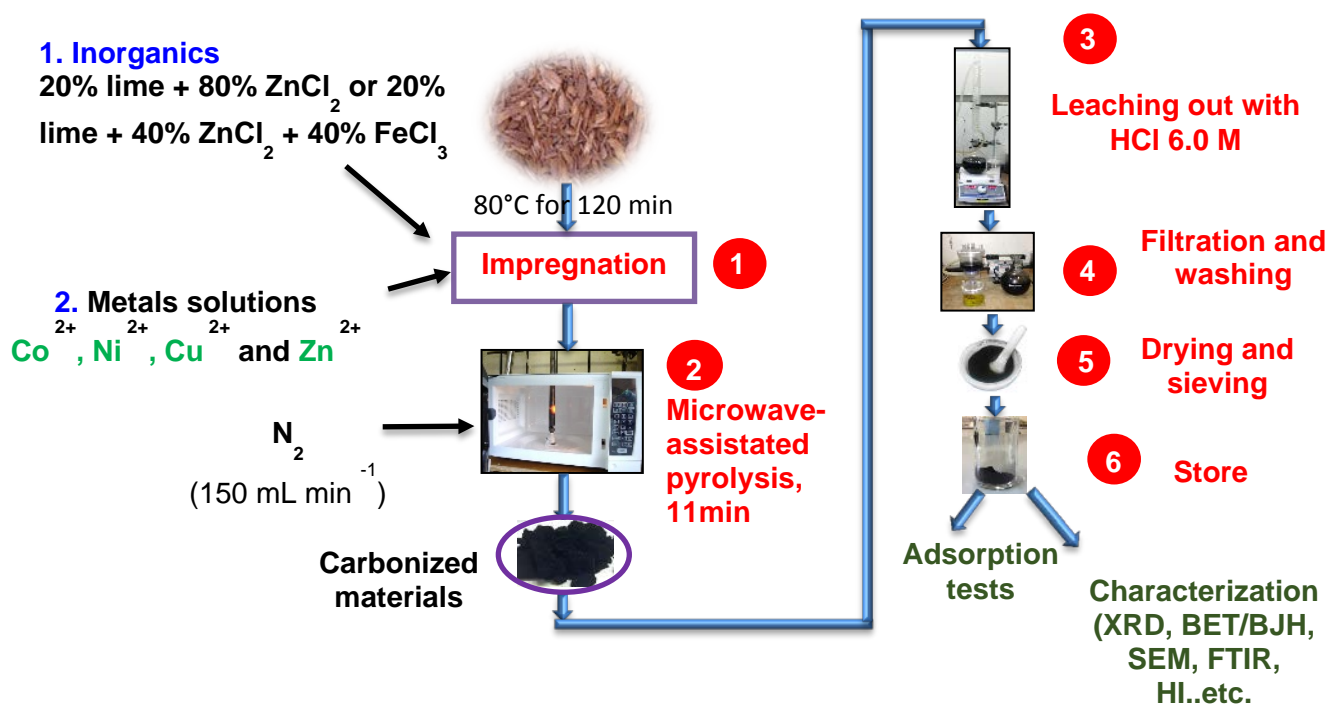 1. Inorganics
20% lime + 80% ZnCl2 or 20%
lime + 40% ZnCl2 + 40% FeCl3
80°C for 120 min
Impregnation
1
2. Metals solutions
Co2+, Ni2+, Cu2+ and Zn2+
N2
(150 mL min-1)
2
Microwave-
assistated
pyrolysis,
11min
Carbonized
materials
3
Leaching out with
HCl 6.0 M
4
Filtration and
washing
5
Drying and
sieving
6
Store
Adsorption
tests
Characterization
(XRD, BET/BJH,
SEM, FTIR,
HI..etc.